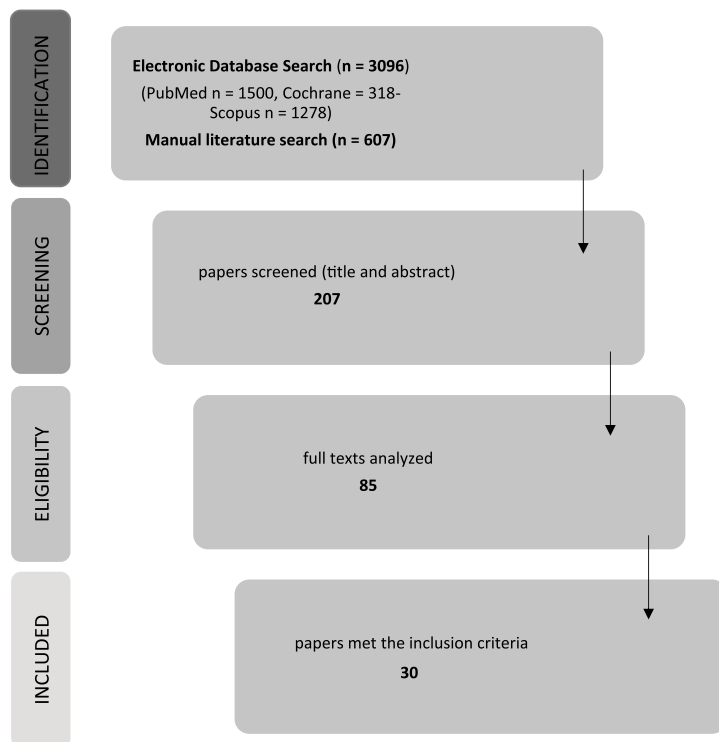 IDENTIFICATION
Electronic Database Search (n = 3096)
(PubMed n = 1500, Cochrane = 318-
Scopus n = 1278)
Manual literature search (n = 607)
SCREENING
papers screened (title and abstract)
207
ELIGIBILITY
full texts analyzed
85
INCLUDED
papers met the inclusion criteria
30